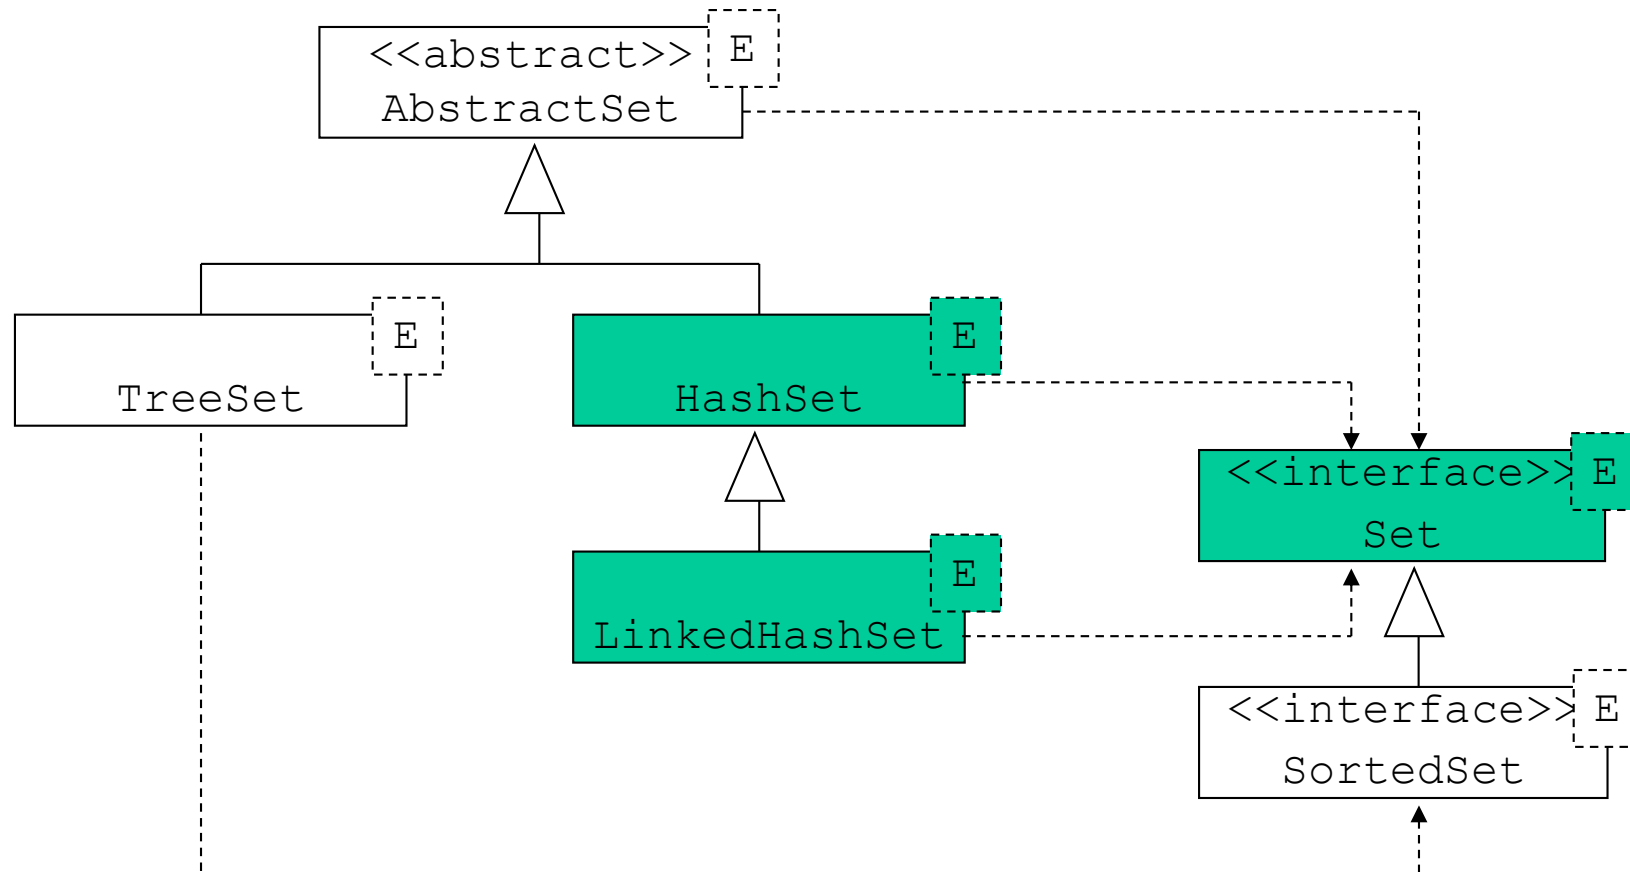 <<abstract>>
AbstractSet
E
TreeSet
E
HashSet
E
LinkedHashSet
E
<<interface>>
Set
E
<<interface>>
SortedSet
E